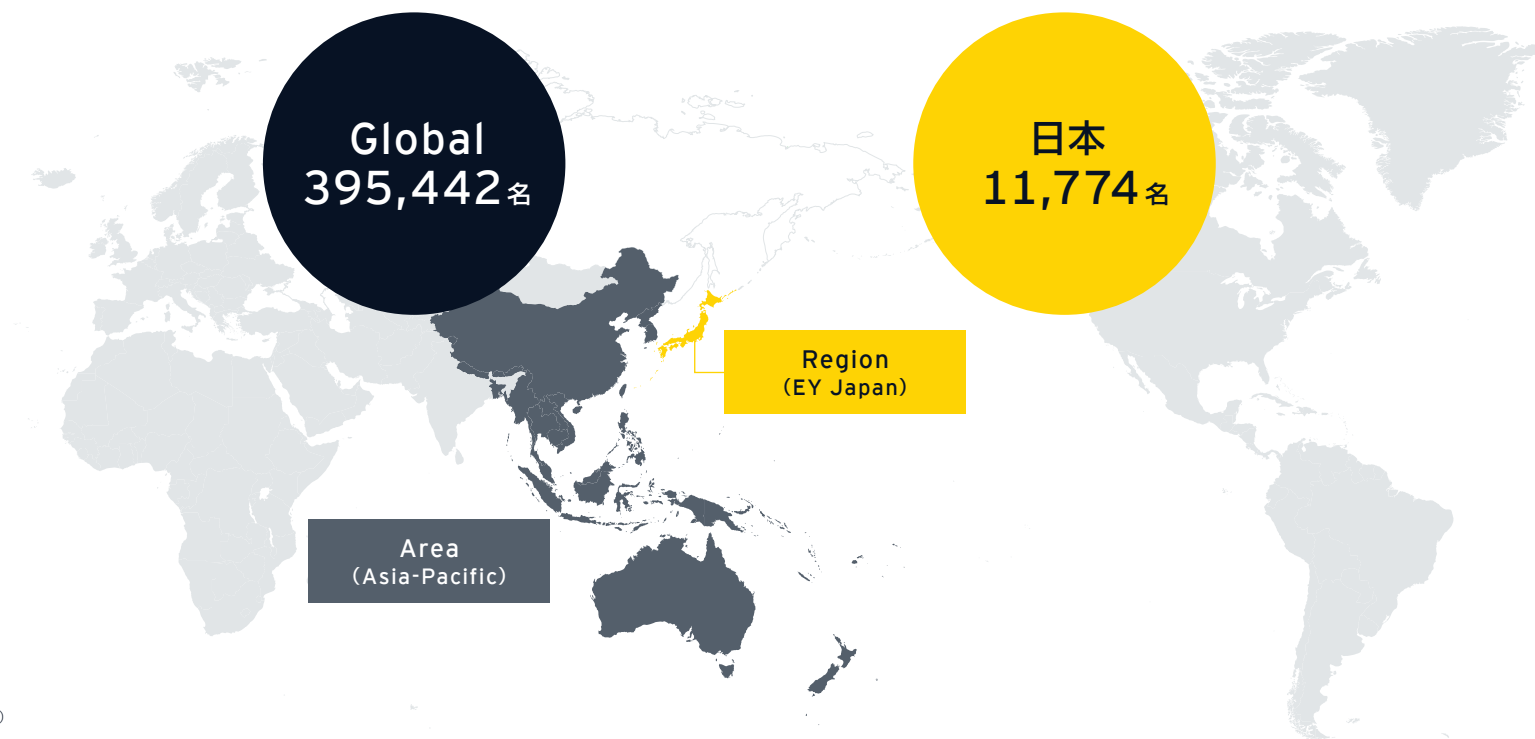 Global
395,442名
日本
11,774名
Region
(EY Japan)
Area
(Asia-Pacific)
)